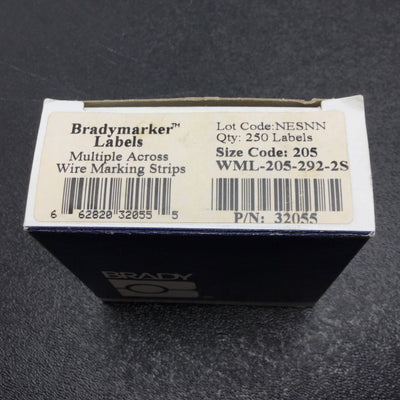 Bradymarker™
Labels
Multiple Across
Wire Marking Strips
6 62820 32055 5
Lot Code:NESNN
Qty: 250 Labels
Size Code: 205
WML-205-292-2S
P/N: 32055
BRADY